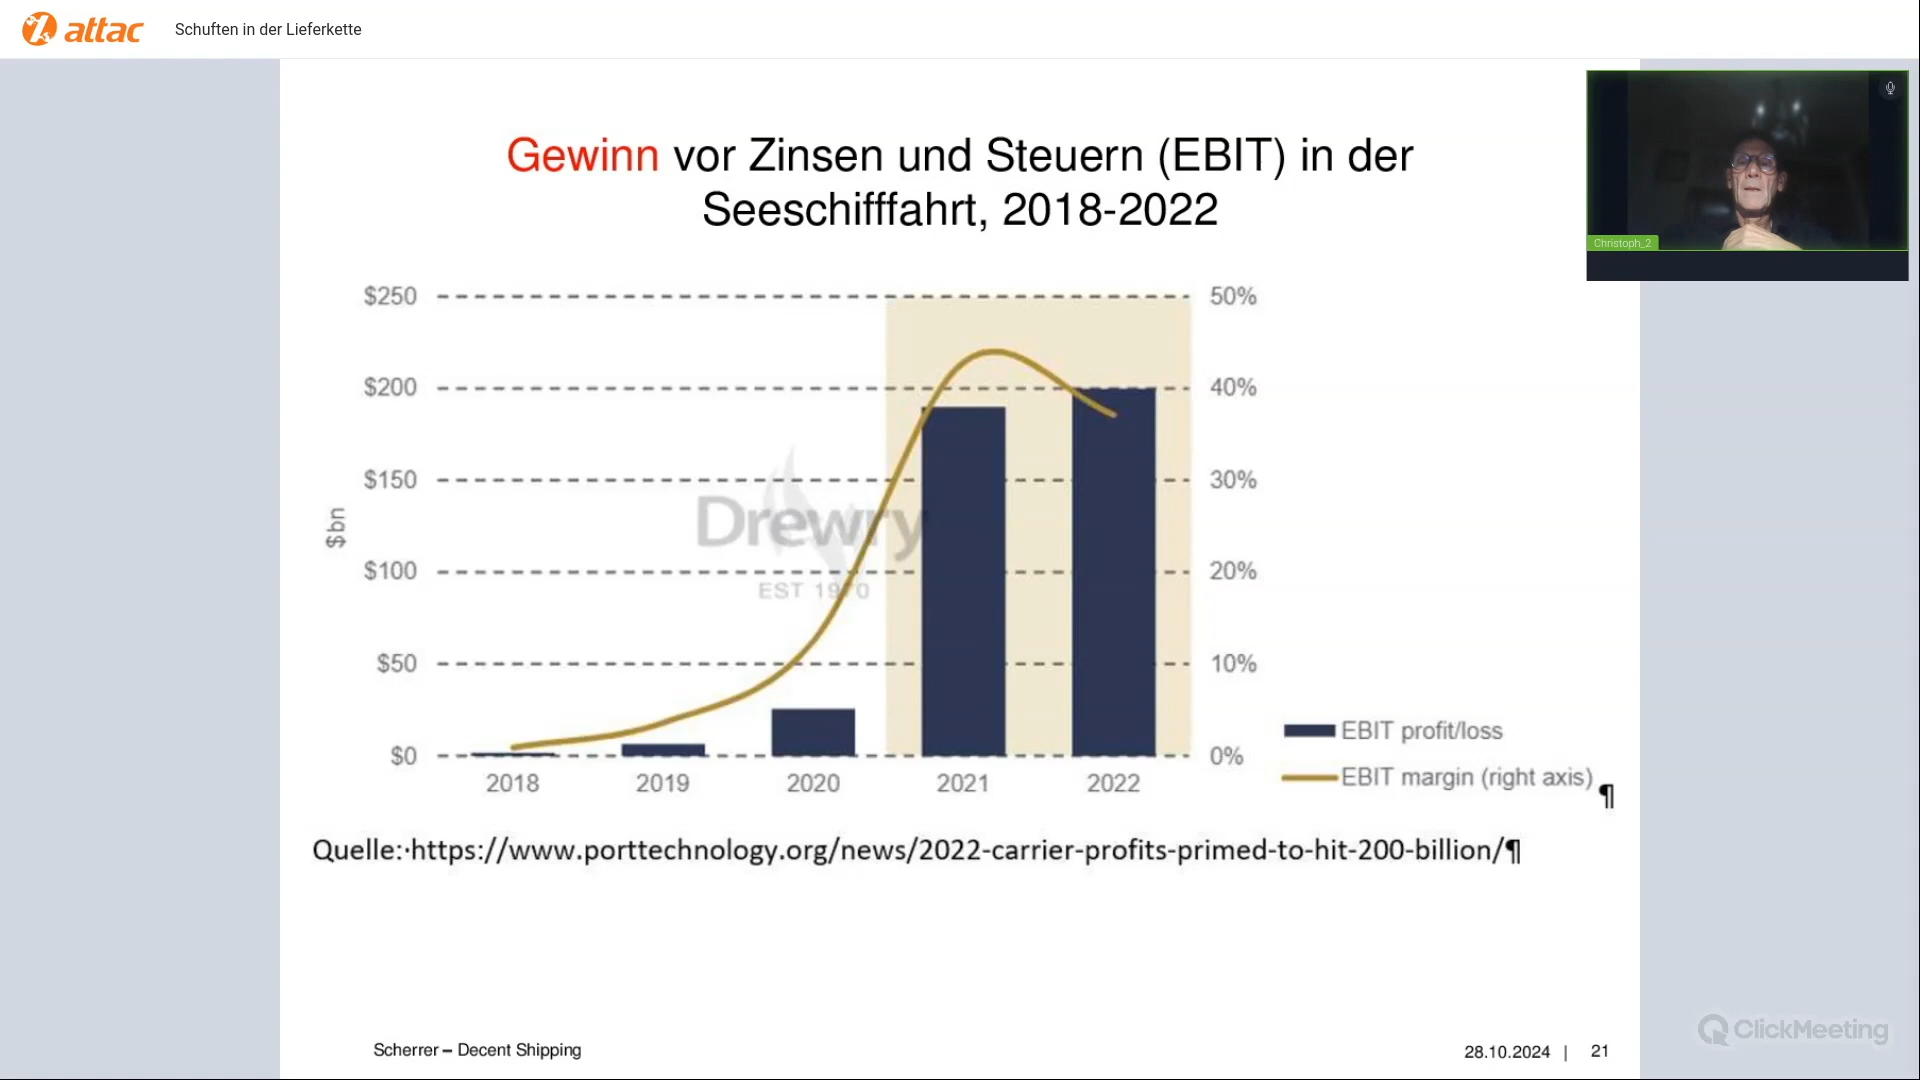 attac Schuften in der Lieferkette
Christoph_2
Gewinn vor Zinsen und Steuern (EBIT) in der
Seeschifffahrt, 2018-2022
$250 50%
$200 40%
$150 30%
$100 20%
$50 10%
$0 0%
$bn
Drewry
EST 1970
2018 2019 2020 2021 2022
EBIT profit/loss
EBIT margin (right axis) ¶
Quelle:·https://www.porttechnology.org/news/2022-carrier-profits-primed-to-hit-200-billion/¶
ClickMeeting
Scherrer – Decent Shipping 28.10.2024 | 21